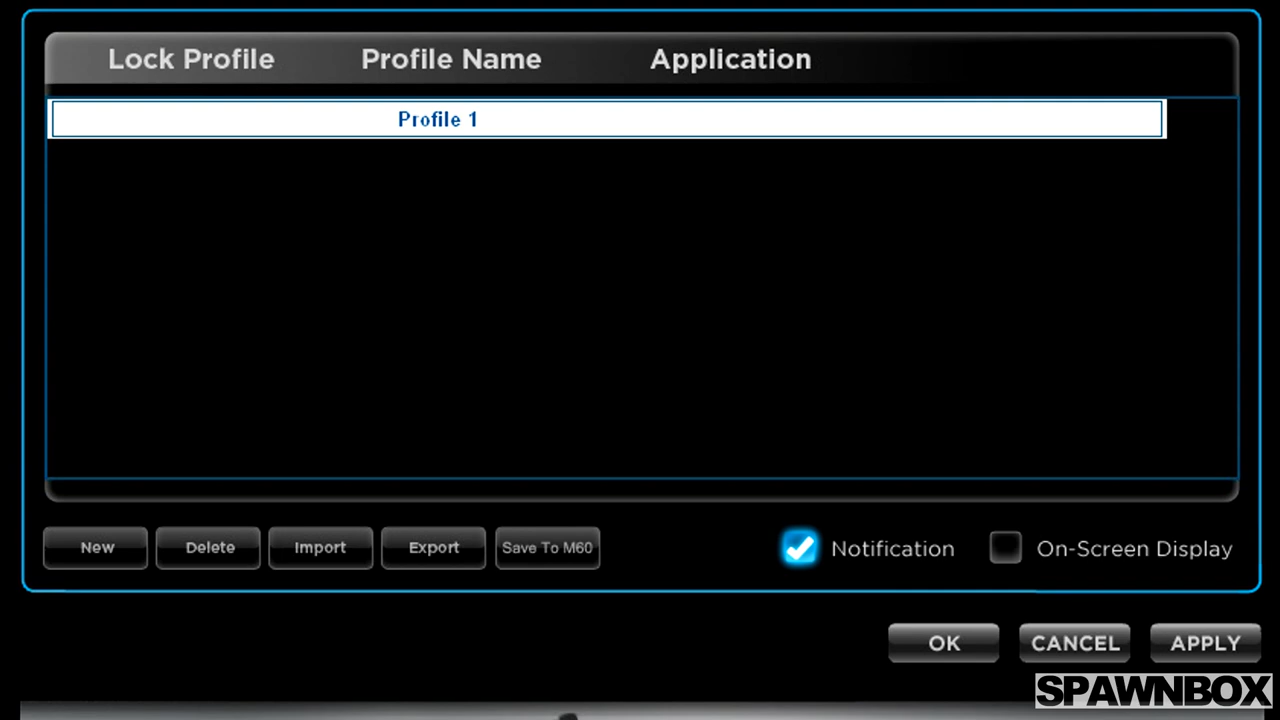 Lock Profile Profile Name Application
Profile 1
New Delete Import Export Save To M60 Notification On-Screen Display
OK CANCEL APPLY
SPAWNBOX